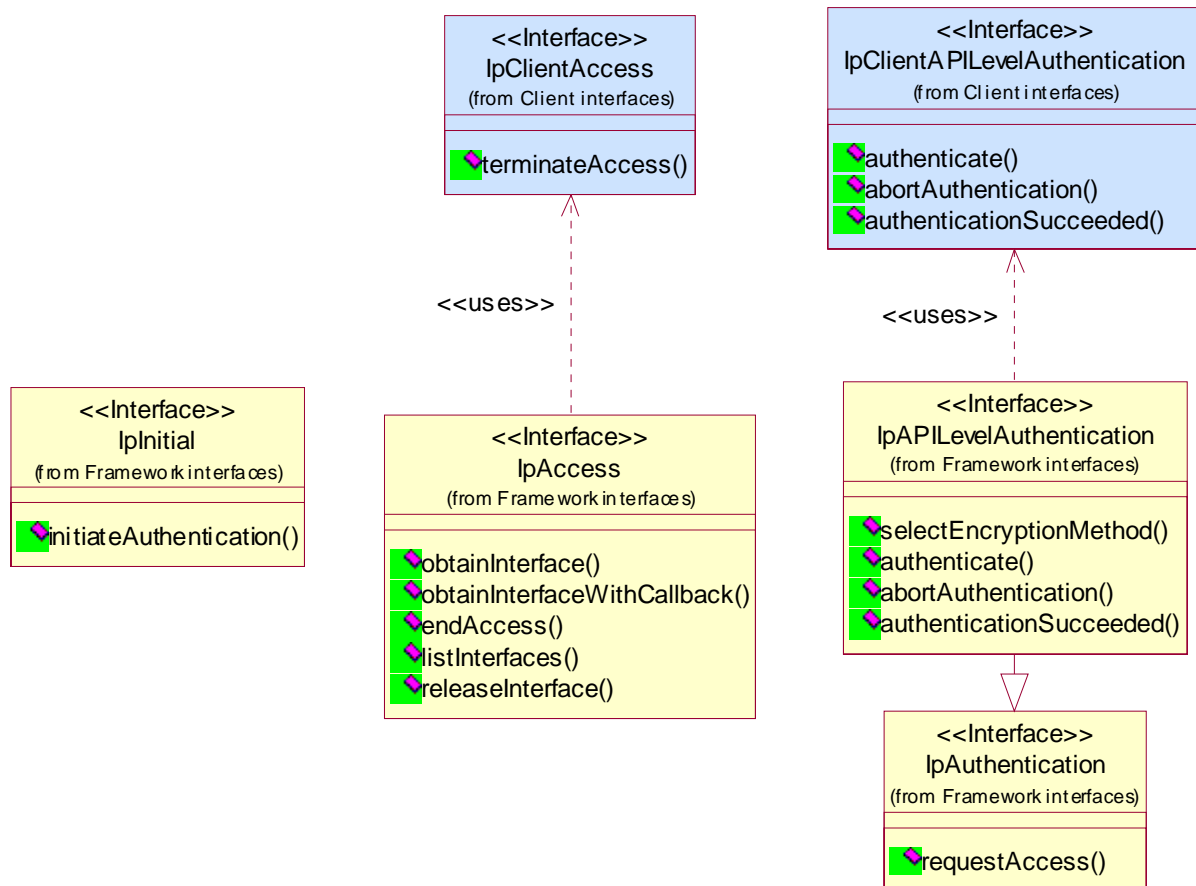 <<Interface>>
IpClientAccess
(from Client interfaces)
terminateAccess()
<<Interface>>
IpClientAPILevelAuthentication
(from Client interfaces)
authenticate()
abortAuthentication()
authenticationSucceeded()
<<uses>>
<<uses>>
<<Interface>>
IpInitial
(from Framework interfaces)
initiateAuthentication()
<<Interface>>
IpAccess
(from Framework interfaces)
obtainInterface()
obtainInterfaceWithCallback()
endAccess()
listInterfaces()
releaseInterface()
<<Interface>>
IpAPILevelAuthentication
(from Framework interfaces)
selectEncryptionMethod()
authenticate()
abortAuthentication()
authenticationSucceeded()
<<Interface>>
IpAuthentication
(from Framework interfaces)
requestAccess()